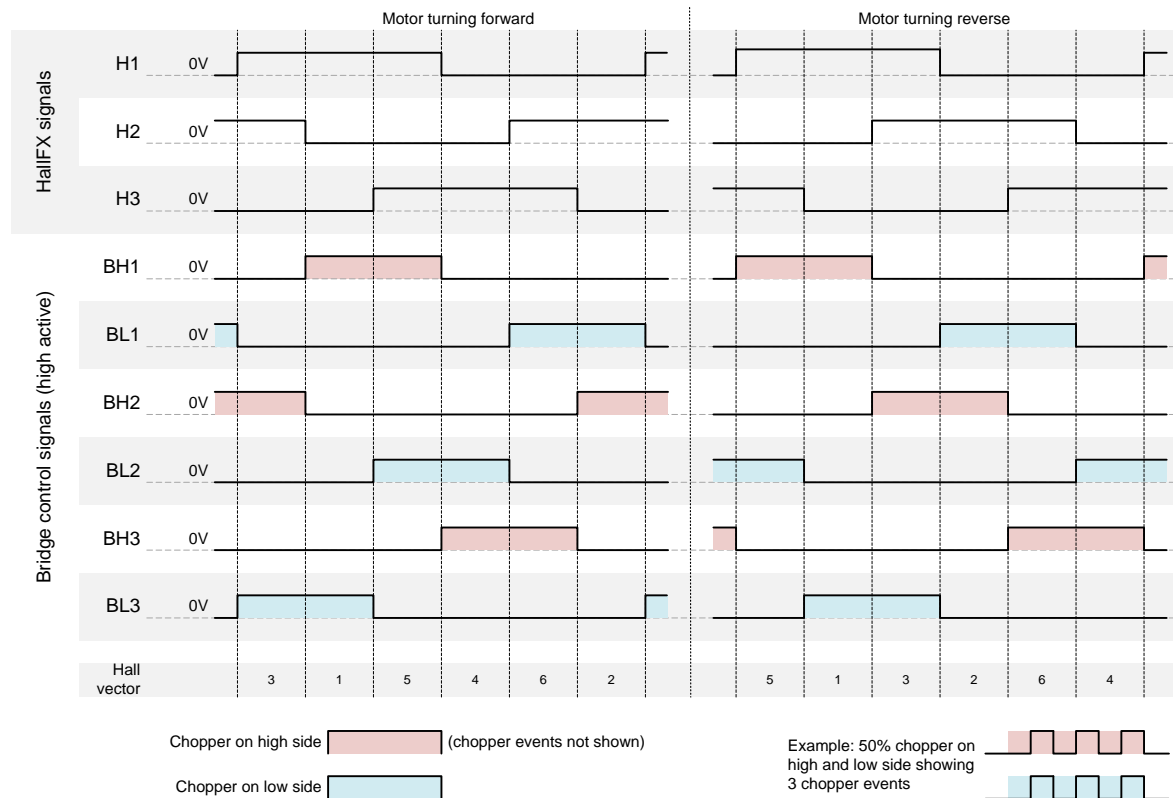 Motor turning forward
Motor turning reverse
HallFX signals
H1 0V
H2 0V
H3 0V
Bridge control signals (high active)
BH1 0V
BL1 0V
BH2 0V
BL2 0V
BH3 0V
BL3 0V
Hall
vector
3 1 5 4 6 2
5 1 3 2 6 4
Chopper on high side
(chopper events not shown)
Chopper on low side
Example: 50% chopper on
high and low side showing
3 chopper events